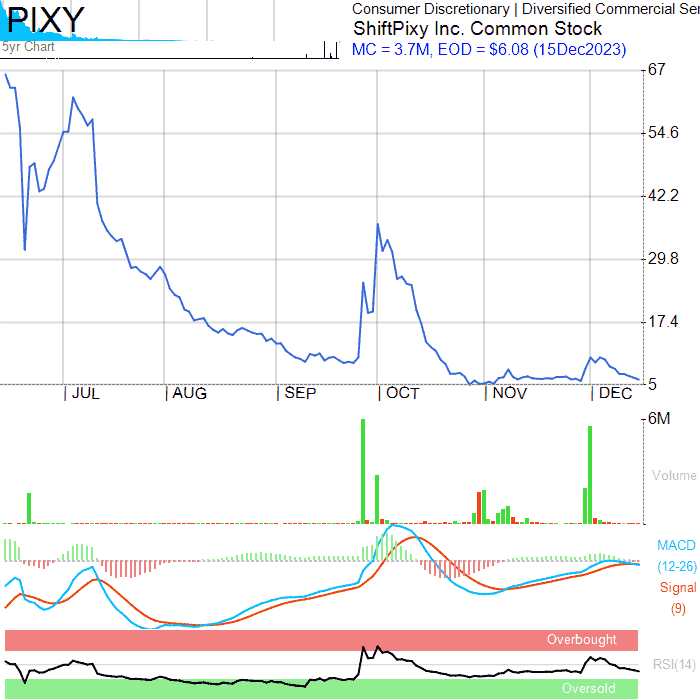 PIXY
5yr Chart
Consumer Discretionary | Diversified Commercial Ser
ShiftPixy Inc. Common Stock
MC = 3.7M, EOD = $6.08 (15Dec2023)
67
54.6
42.2
29.8
17.4
5
JUL AUG SEP OCT NOV DEC
6M
Volume
MACD
(12-26)
Signal
(9)
Overbought
RSI(14)
Oversold